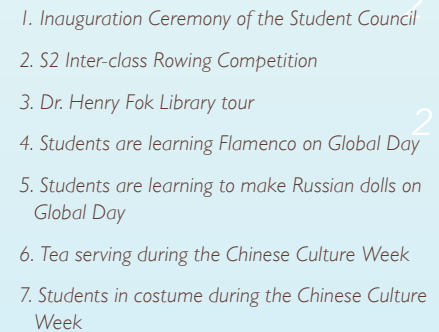 1. Inauguration Ceremony of the Student Council
2. S2 Inter-class Rowing Competition
3. Dr. Henry Fok Library tour
2
4. Students are learning Flamenco on Global Day
5. Students are learning to make Russian dolls on
Global Day
6. Tea serving during the Chinese Culture Week
7. Students in costume during the Chinese Culture
Week